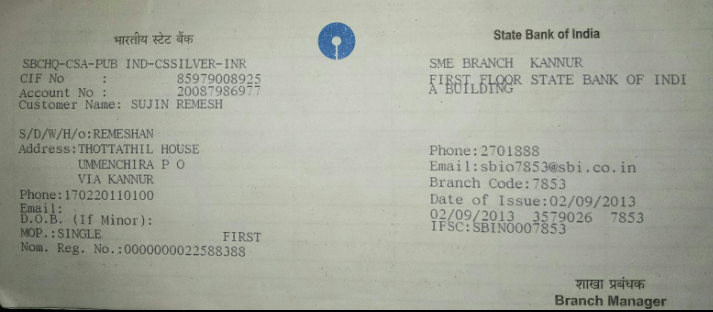 भारतीय स्टेट बैंक
State Bank of India
SBCHQ-CSA-PUB IND-CSSILVER-INR
CIF No : 85979008925
Account No : 20087986977
Customer Name: SUJIN REMESH
S/D/W/H/o:REMESHAN
Address:THOTTATHIL HOUSE
UMMENCHIRA P O
VIA KANNUR
Phone:170220110100
Email:
D.O.B. (If Minor):
MOP.:SINGLE FIRST
Nom. Reg. No.:0000000022588388
SME BRANCH KANNUR
FIRST FLOOR STATE BANK OF INDI
A BUILDING
Phone:2701888
Email:sbio7853@sbi.co.in
Branch Code:7853
Date of Issue:02/09/2013
02/09/2013 3579026 7853
IFSC:SBIN0007853
शाखा प्रबंधक
Branch Manager